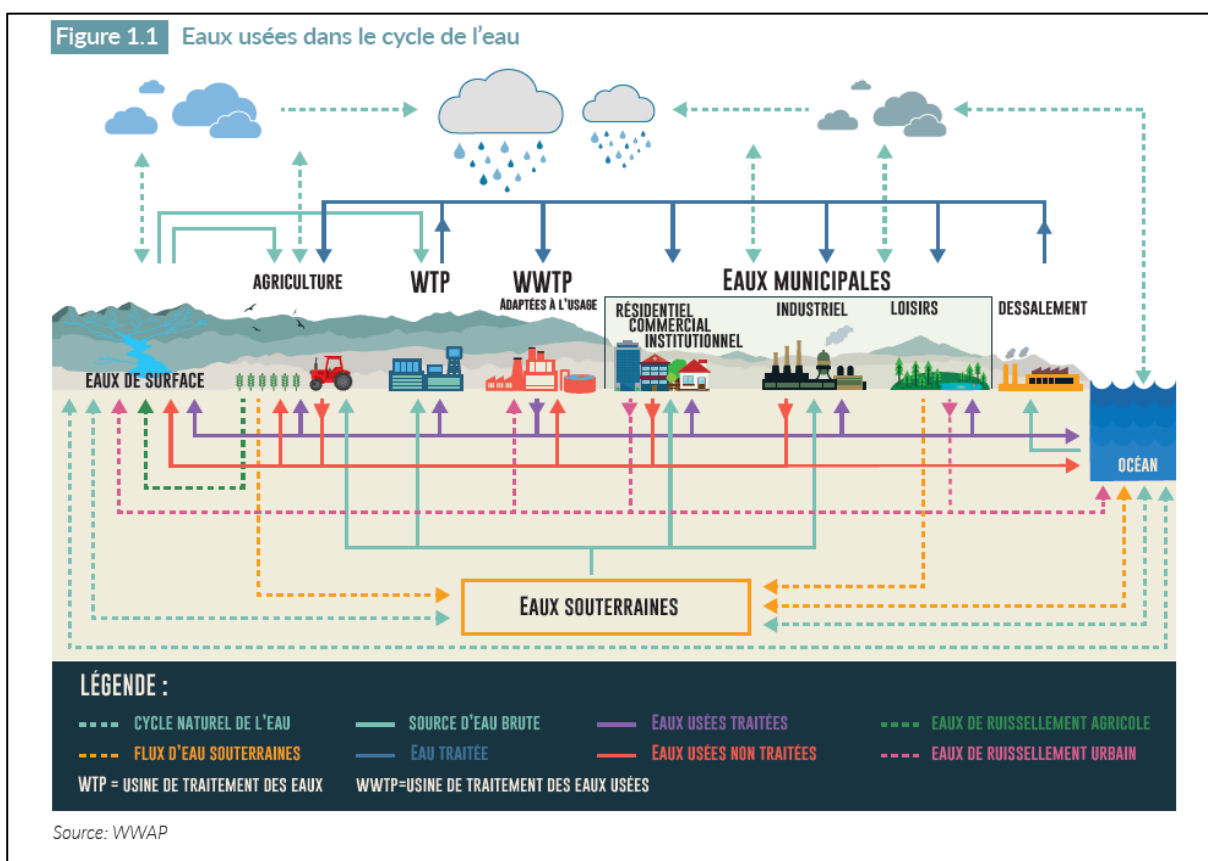 Figure 1.1 Eaux usées dans le cycle de l'eau
AGRICULTURE
WTP
WWTP
ADAPTÉES À L'USAGE
EAUX MUNICIPALES
RÉSIDENTIEL
COMMERCIAL
INSTITUTIONNEL
INDUSTRIEL
LOISIRS
DESSALEMENT
EAUX DE SURFACE
OCÉAN
EAUX SOUTERRAINES
LÉGENDE :
CYCLE NATUREL DE L'EAU
SOURCE D'EAU BRUTE
EAUX USÉES TRAITÉES
EAUX DE RUISSELLEMENT AGRICOLE
FLUX D'EAU SOUTERRAINES
EAU TRAITÉE
EAUX USÉES NON TRAITÉES
EAUX DE RUISSELLEMENT URBAIN
WTP = USINE DE TRAITEMENT DES EAUX
WWTP=USINE DE TRAITEMENT DES EAUX USÉES
Source: WWAP